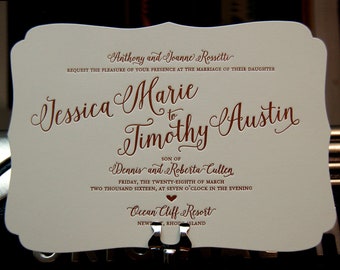 Anthony and Joanne Rossetti
REQUEST THE PLEASURE OF YOUR PRESENCE AT THE MARRIAGE OF THEIR DAUGHTER
Jessica Marie
to
Timothy Austin
SON OF
Dennis and Roberta Cullen
FRIDAY, THE TWENTY-EIGHTH OF MARCH
TWO THOUSAND SIXTEEN, AT SEVEN O'CLOCK IN THE EVENING
Ocean Cliff Resort
RHODE ISLAND